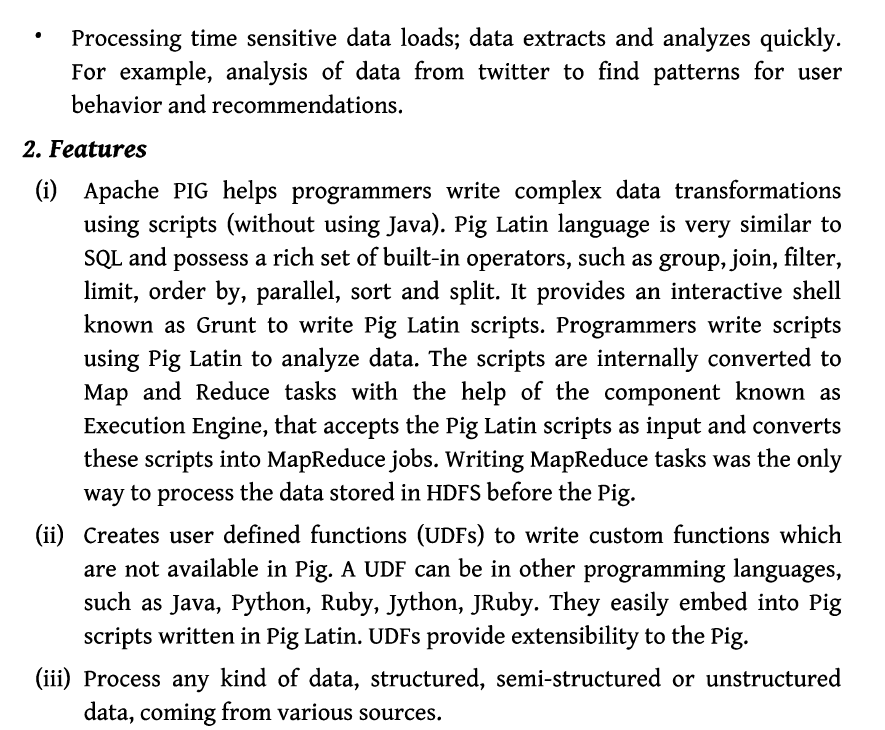 • Processing time sensitive data loads; data extracts and analyzes quickly.
For example, analysis of data from twitter to find patterns for user
behavior and recommendations.
2. Features
(i) Apache PIG helps programmers write complex data transformations
using scripts (without using Java). Pig Latin language is very similar to
SQL and possess a rich set of built-in operators, such as group, join, filter,
limit, order by, parallel, sort and split. It provides an interactive shell
known as Grunt to write Pig Latin scripts. Programmers write scripts
using Pig Latin to analyze data. The scripts are internally converted to
Map and Reduce tasks with the help of the component known as
Execution Engine, that accepts the Pig Latin scripts as input and converts
these scripts into MapReduce jobs. Writing MapReduce tasks was the only
way to process the data stored in HDFS before the Pig.
(ii) Creates user defined functions (UDFs) to write custom functions which
are not available in Pig. A UDF can be in other programming languages,
such as Java, Python, Ruby, Jython, JRuby. They easily embed into Pig
scripts written in Pig Latin. UDFs provide extensibility to the Pig.
(iii) Process any kind of data, structured, semi-structured or unstructured
data, coming from various sources.